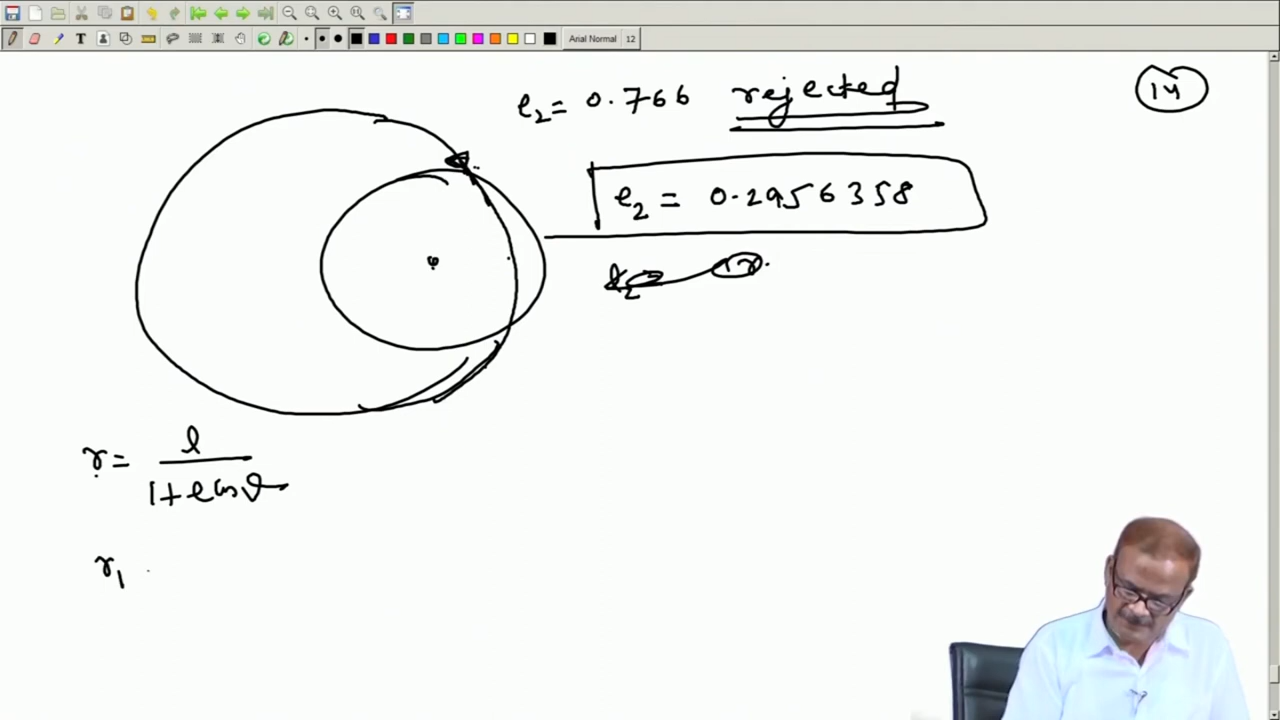 Arial Normal 12
14
e₂ = 0.766 rejected
e₂ = 0.2956358
r = l / 1 + e cos θ
r₁